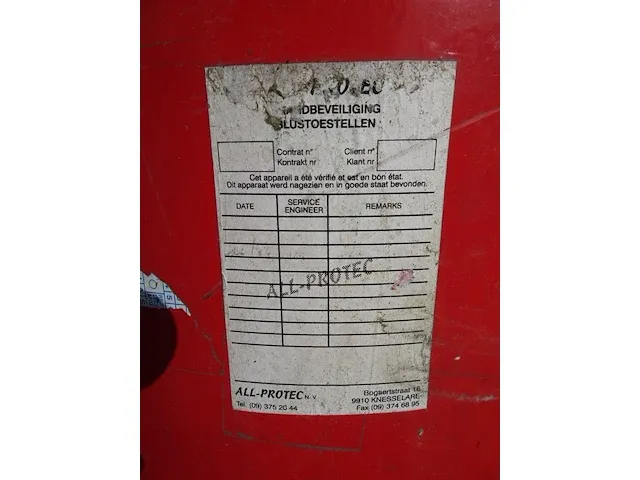 BLUSTOESTELLEN
Contrat n° Client n°
Kontrakt nr Klant nr
Cet appareil a été vérifié et est en bon état.
Dit apparaat werd nagezien en in goede staat bevonden.
DATE SERVICE ENGINEER REMARKS
ALL-PROTEC
ALL-PROTEC N.V. Bogaertstraat 16
9910 KNESSELARE
Tel. (09) 375 20 44 Fax (09) 374 68 95